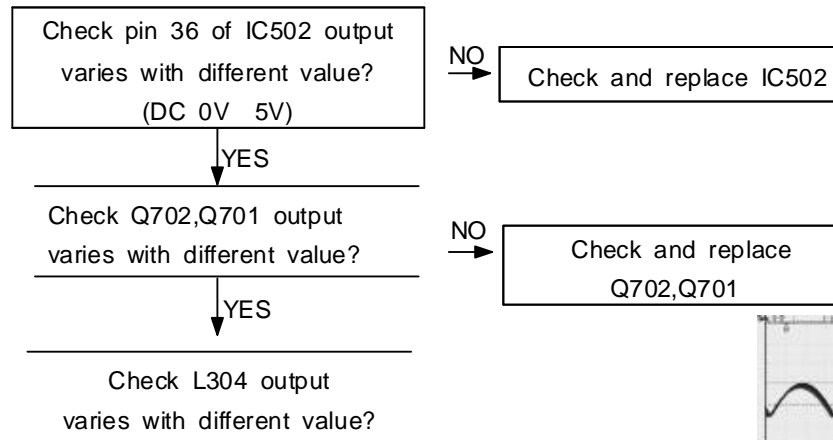 Check pin 36 of IC502 output
varies with different value?
(DC 0V 5V)
NO
Check and replace IC502
YES
Check Q702,Q701 output
varies with different value?
NO
Check and replace
Q702,Q701
YES
Check L304 output
varies with different value?